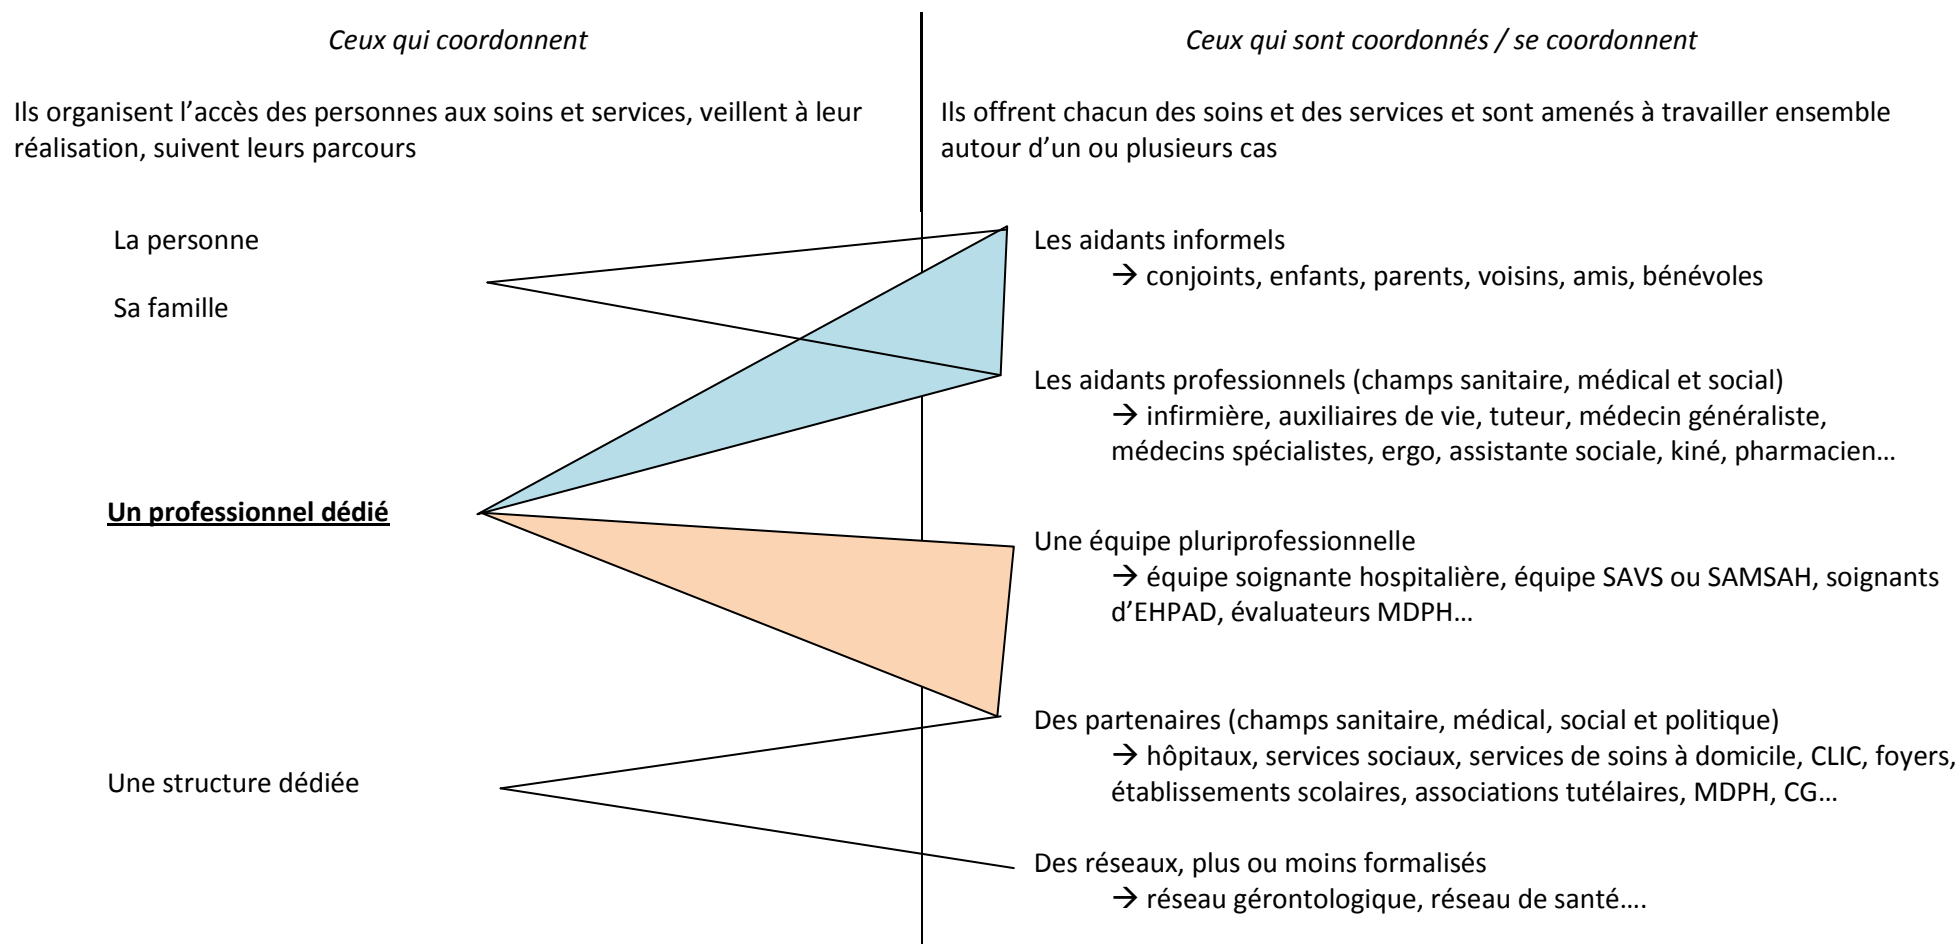 Ceux qui coordonnent
Ceux qui sont coordonnés / se coordonnent
Ils organisent l’accès des personnes aux soins et services, veillent à leur
réalisation, suivent leurs parcours
Ils offrent chacun des soins et des services et sont amenés à travailler ensemble
autour d’un ou plusieurs cas
La personne
Sa famille
Un professionnel dédié
Une structure dédiée
Les aidants informels
→ conjoints, enfants, parents, voisins, amis, bénévoles
Les aidants professionnels (champs sanitaire, médical et social)
→ infirmière, auxiliaires de vie, tuteur, médecin généraliste,
médecins spécialistes, ergo, assistante sociale, kiné, pharmacien…
Une équipe pluriprofessionnelle
→ équipe soignante hospitalière, équipe SAVS ou SAMSAH, soignants
d’EHPAD, évaluateurs MDPH…
Des partenaires (champs sanitaire, médical, social et politique)
→ hôpitaux, services sociaux, services de soins à domicile, CLIC, foyers,
établissements scolaires, associations tutélaires, MDPH, CG…
Des réseaux, plus ou moins formalisés
→ réseau gérontologique, réseau de santé….